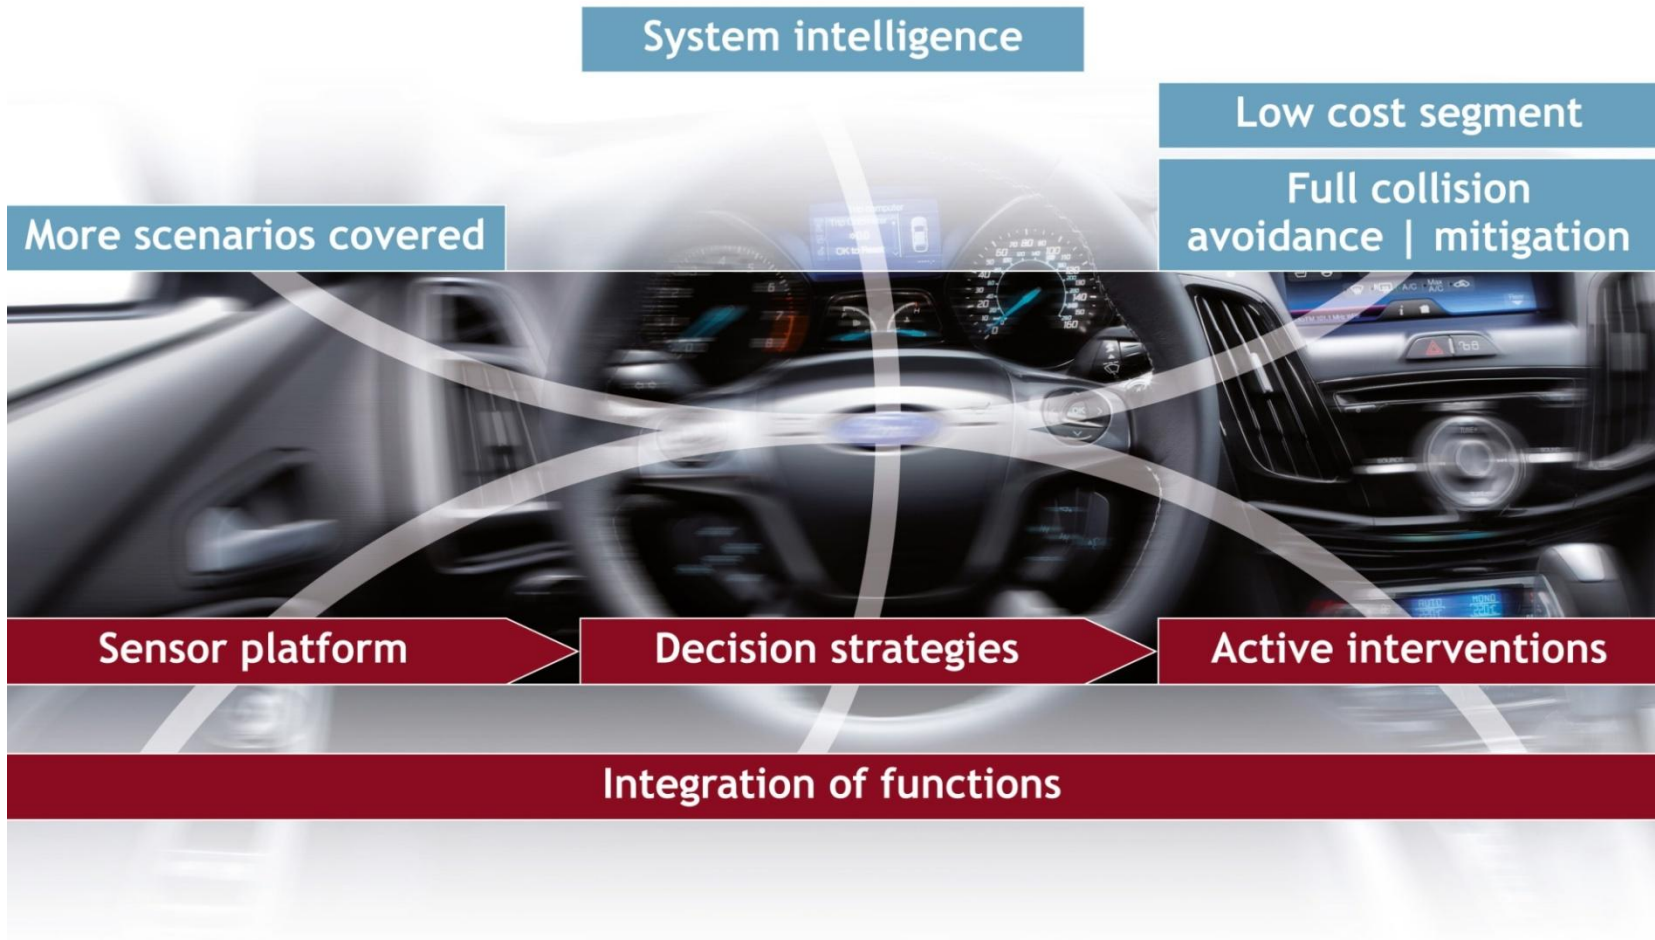 System intelligence
Low cost segment
Full collision
avoidance | mitigation
More scenarios covered
Sensor platform
Decision strategies
Active interventions
Integration of functions